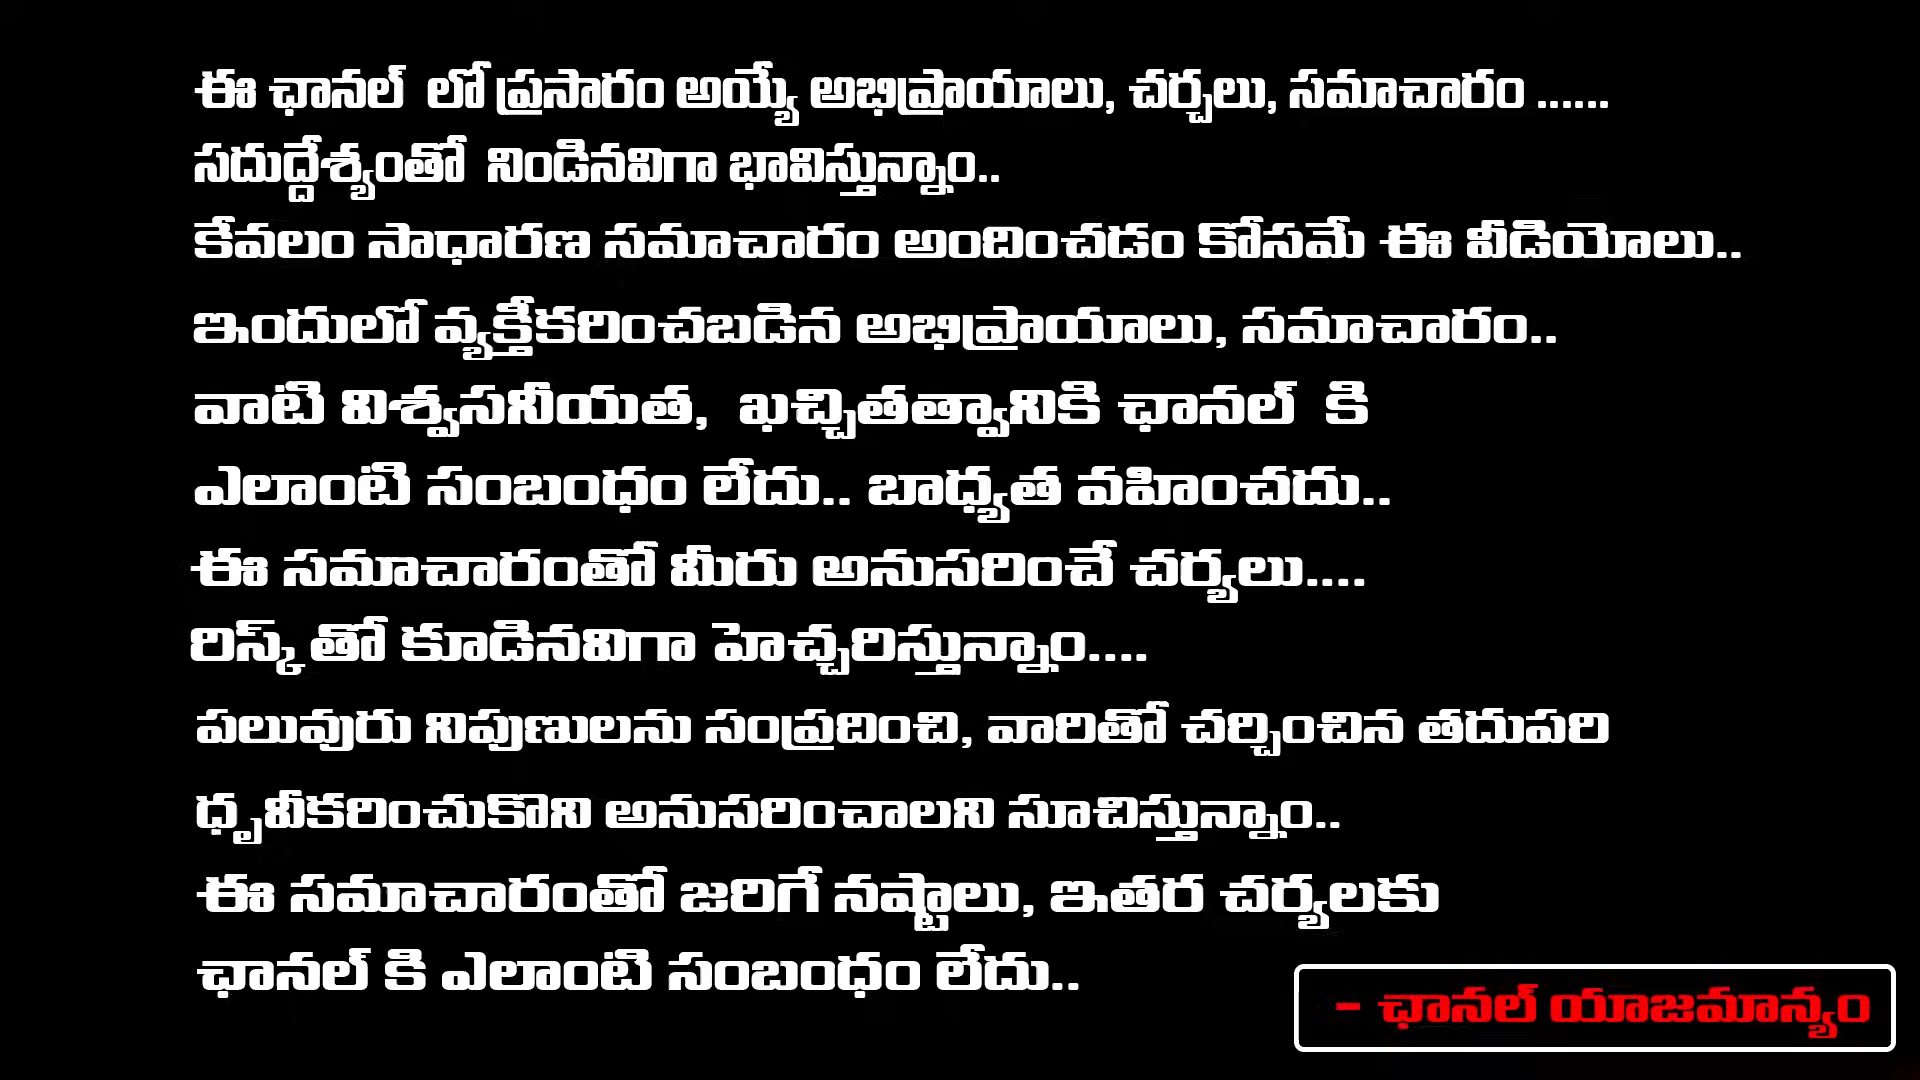 ఈ ఛానల్ లో ప్రసారం అయ్యే అభిప్రాయాలు, చర్చలు, సమాచారం ......
సదుద్దేశ్యంతో నిండినవిగా భావిస్తున్నాం..
కేవలం సాధారణ సమాచారం అందించడం కోసమే ఈ వీడియోలు..
ఇందులో వ్యక్తీకరించబడిన అభిప్రాయాలు, సమాచారం..
వాటి విశ్వసనీయత, ఖచ్చితత్వానికి ఛానల్ కి
ఎలాంటి సంబంధం లేదు.. బాధ్యత వహించదు..
ఈ సమాచారంతో మీరు అనుసరించే చర్యలు....
రిస్క్ తో కూడినవిగా హెచ్చరిస్తున్నాం....
పలువురు నిపుణులను సంప్రదించి, వారితో చర్చించిన తదుపరి
ధృవీకరించుకొని అనుసరించాలని సూచిస్తున్నాం..
ఈ సమాచారంతో జరిగే నష్టాలు, ఇతర చర్యలకు
ఛానల్ కి ఎలాంటి సంబంధం లేదు..
- ఛానల్ యాజమాన్యం